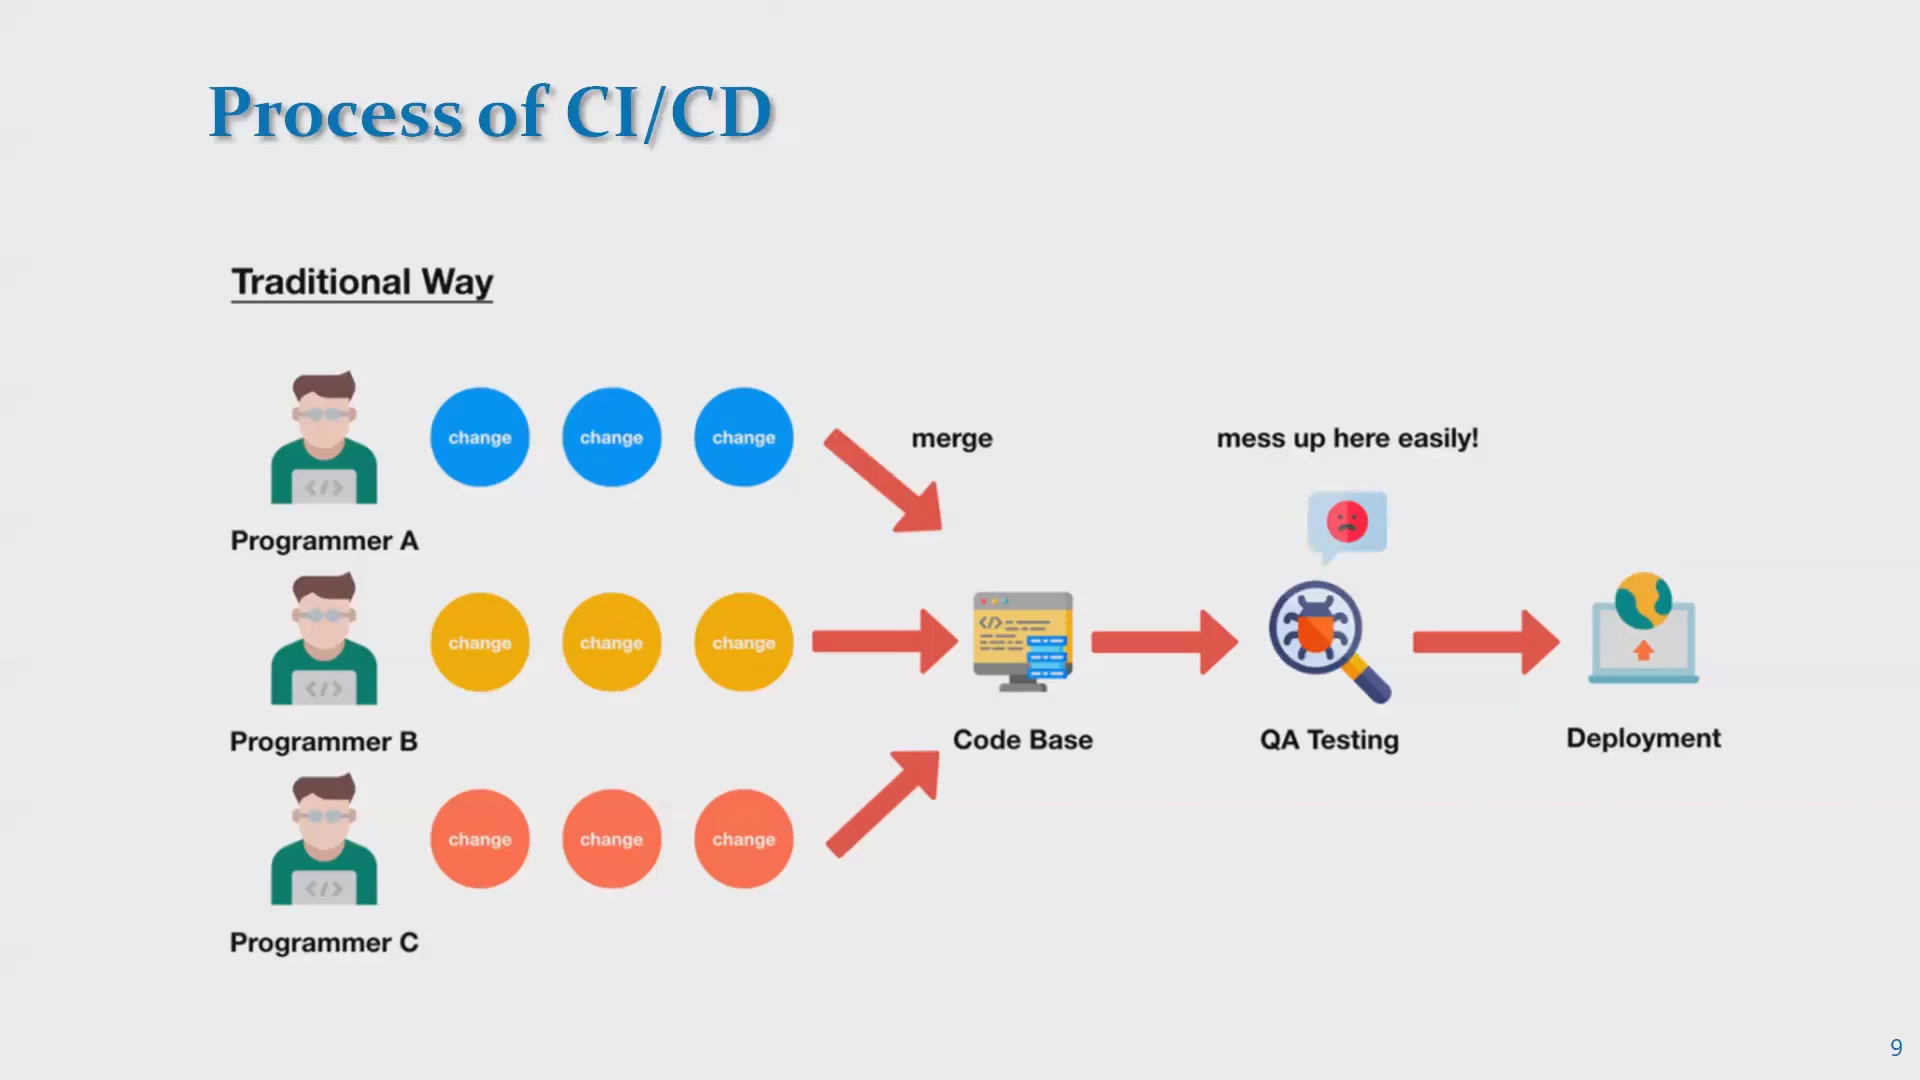 Process of CI/CD
Traditional Way
change change change
merge
mess up here easily!
Programmer A
change change change
Programmer B
Code Base
QA Testing
Deployment
change change change
Programmer C
9